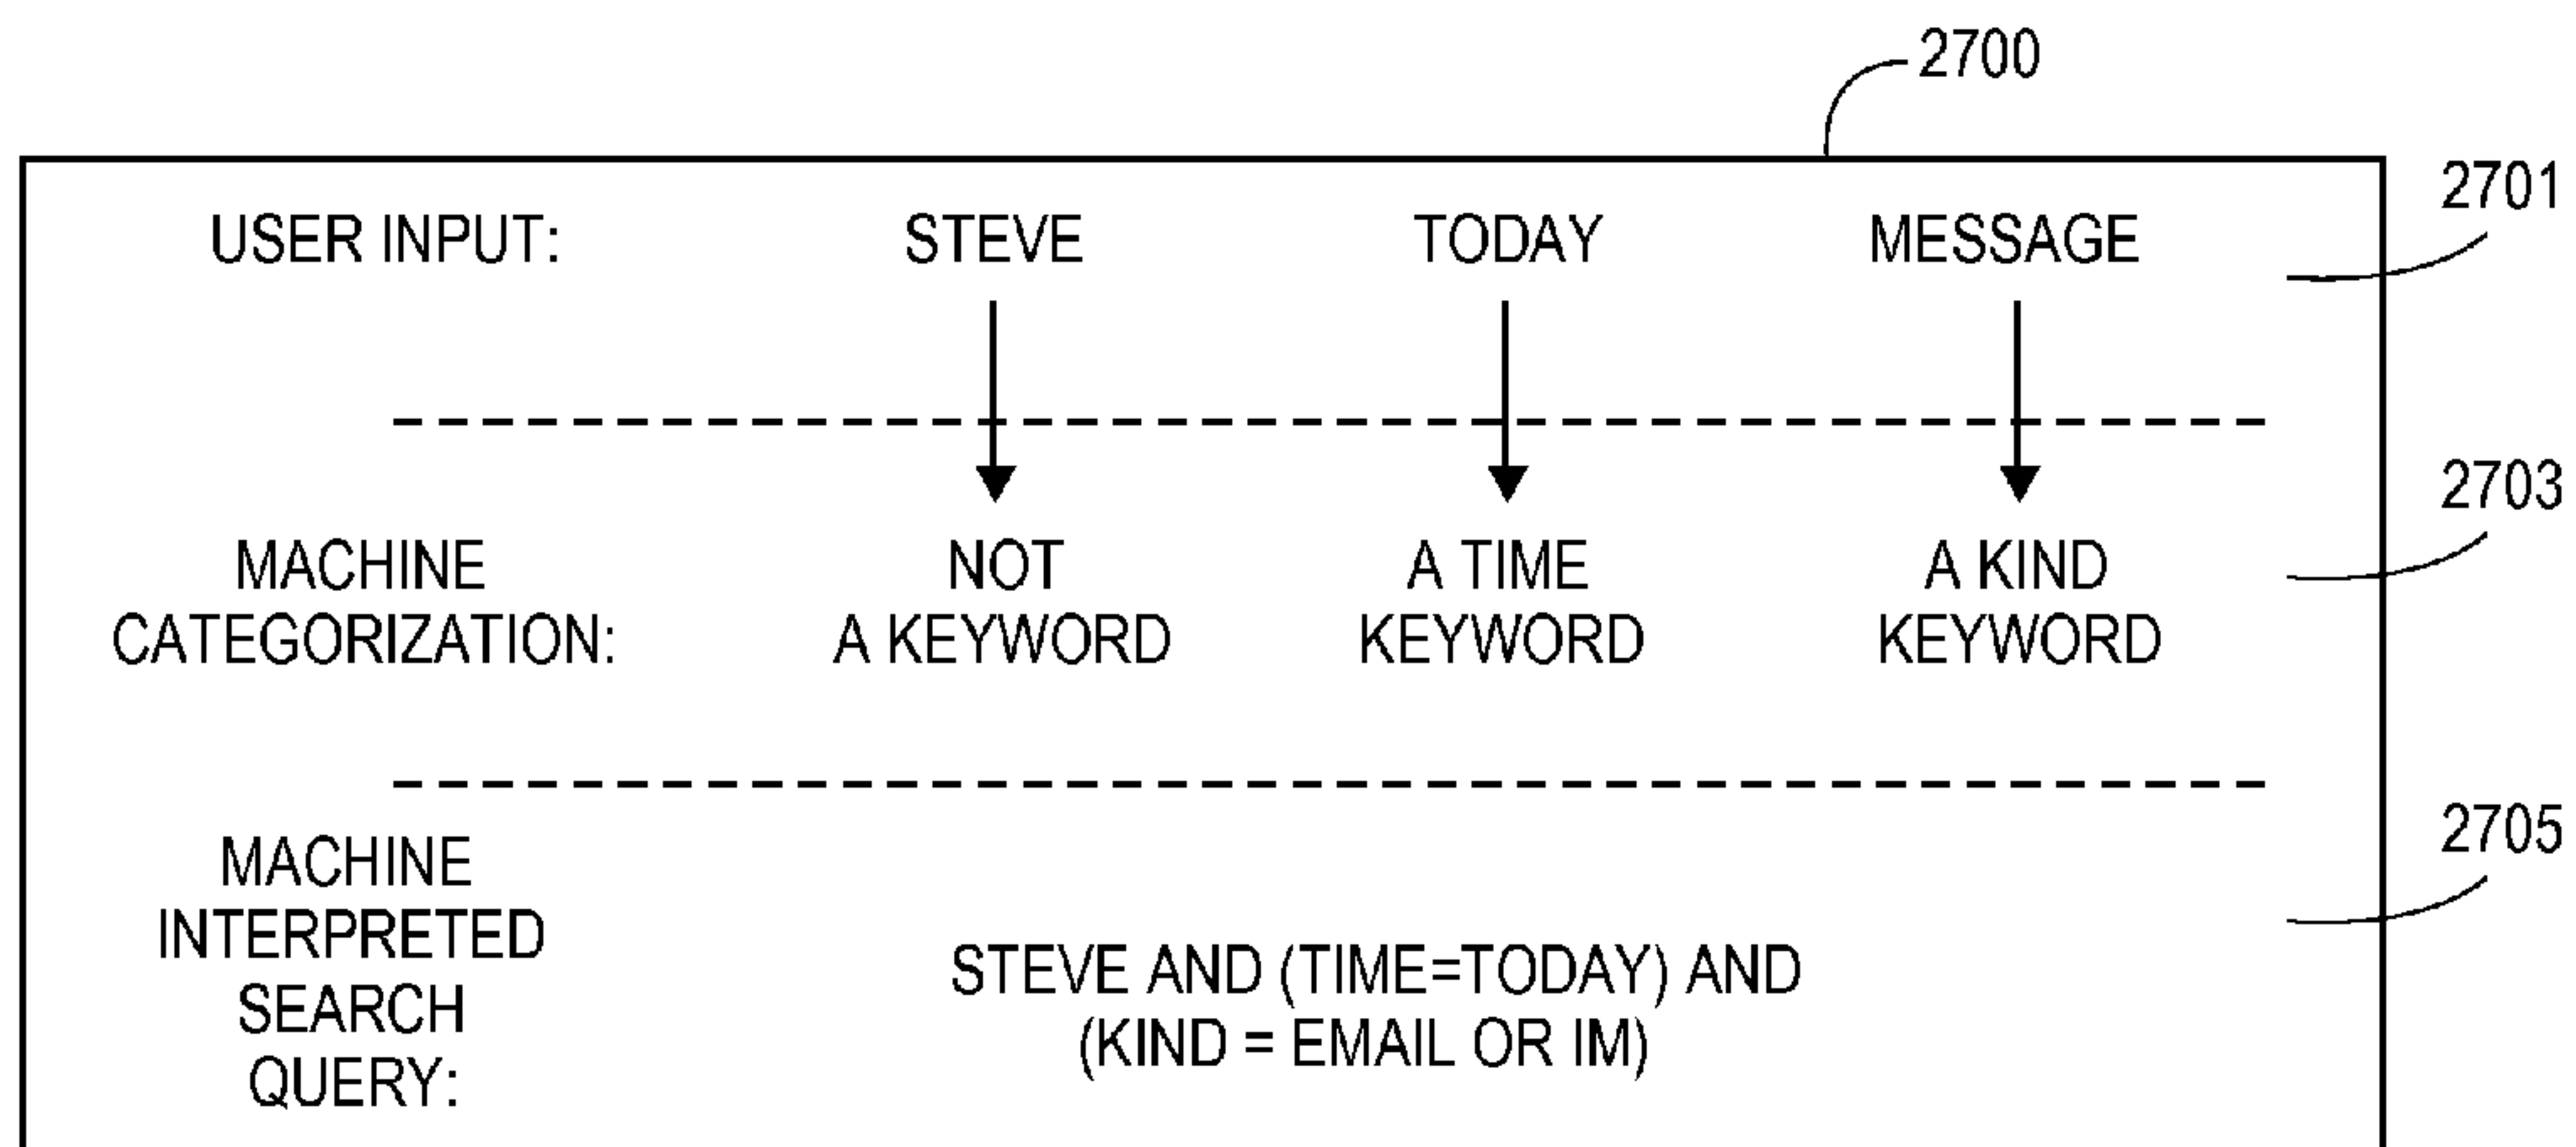 2700
2701
USER INPUT: STEVE TODAY MESSAGE
2703
MACHINE NOT A TIME A KIND
CATEGORIZATION: A KEYWORD KEYWORD KEYWORD
2705
MACHINE
INTERPRETED
SEARCH
QUERY:
STEVE AND (TIME=TODAY) AND
(KIND = EMAIL OR IM)